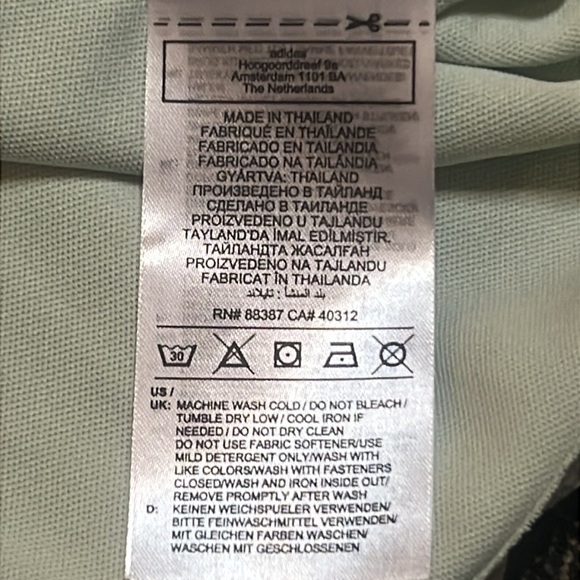 adidas
Hoogoorddreef 9a
Amsterdam 1101 BA
The Netherlands
MADE IN THAILAND
FABRIQUÉ EN THAÏLANDE
FABRICADO EN TAILANDIA
FABRICADO NA TAILÂNDIA
GYÁRTVA: THAILAND
ПРОИЗВЕДЕНО В ТАЙЛАНД
СДЕЛАНО В ТАИЛАНДЕ
PROIZVEDENO U TAJLANDU
TAYLAND'DA İMAL EDİLMİŞTİR.
ТАЙЛАНДТА ЖАСАЛҒАН
PROIZVEDENO NA TAJLANDU
FABRICAT ÎN THAILANDA
بلد المنشأ : تايلاند
RN# 88387 CA# 40312
30
US /
UK: MACHINE WASH COLD / DO NOT BLEACH /
TUMBLE DRY LOW / COOL IRON IF
NEEDED / DO NOT DRY CLEAN
DO NOT USE FABRIC SOFTENER/USE
MILD DETERGENT ONLY/WASH WITH
LIKE COLORS/WASH WITH FASTENERS
CLOSED/WASH AND IRON INSIDE OUT/
REMOVE PROMPTLY AFTER WASH
D: KEINEN WEICHSPUELER VERWENDEN/
BITTE FEINWASCHMITTEL VERWENDEN/
MIT GLEICHEN FARBEN WASCHEN/
WASCHEN MIT GESCHLOSSENEN